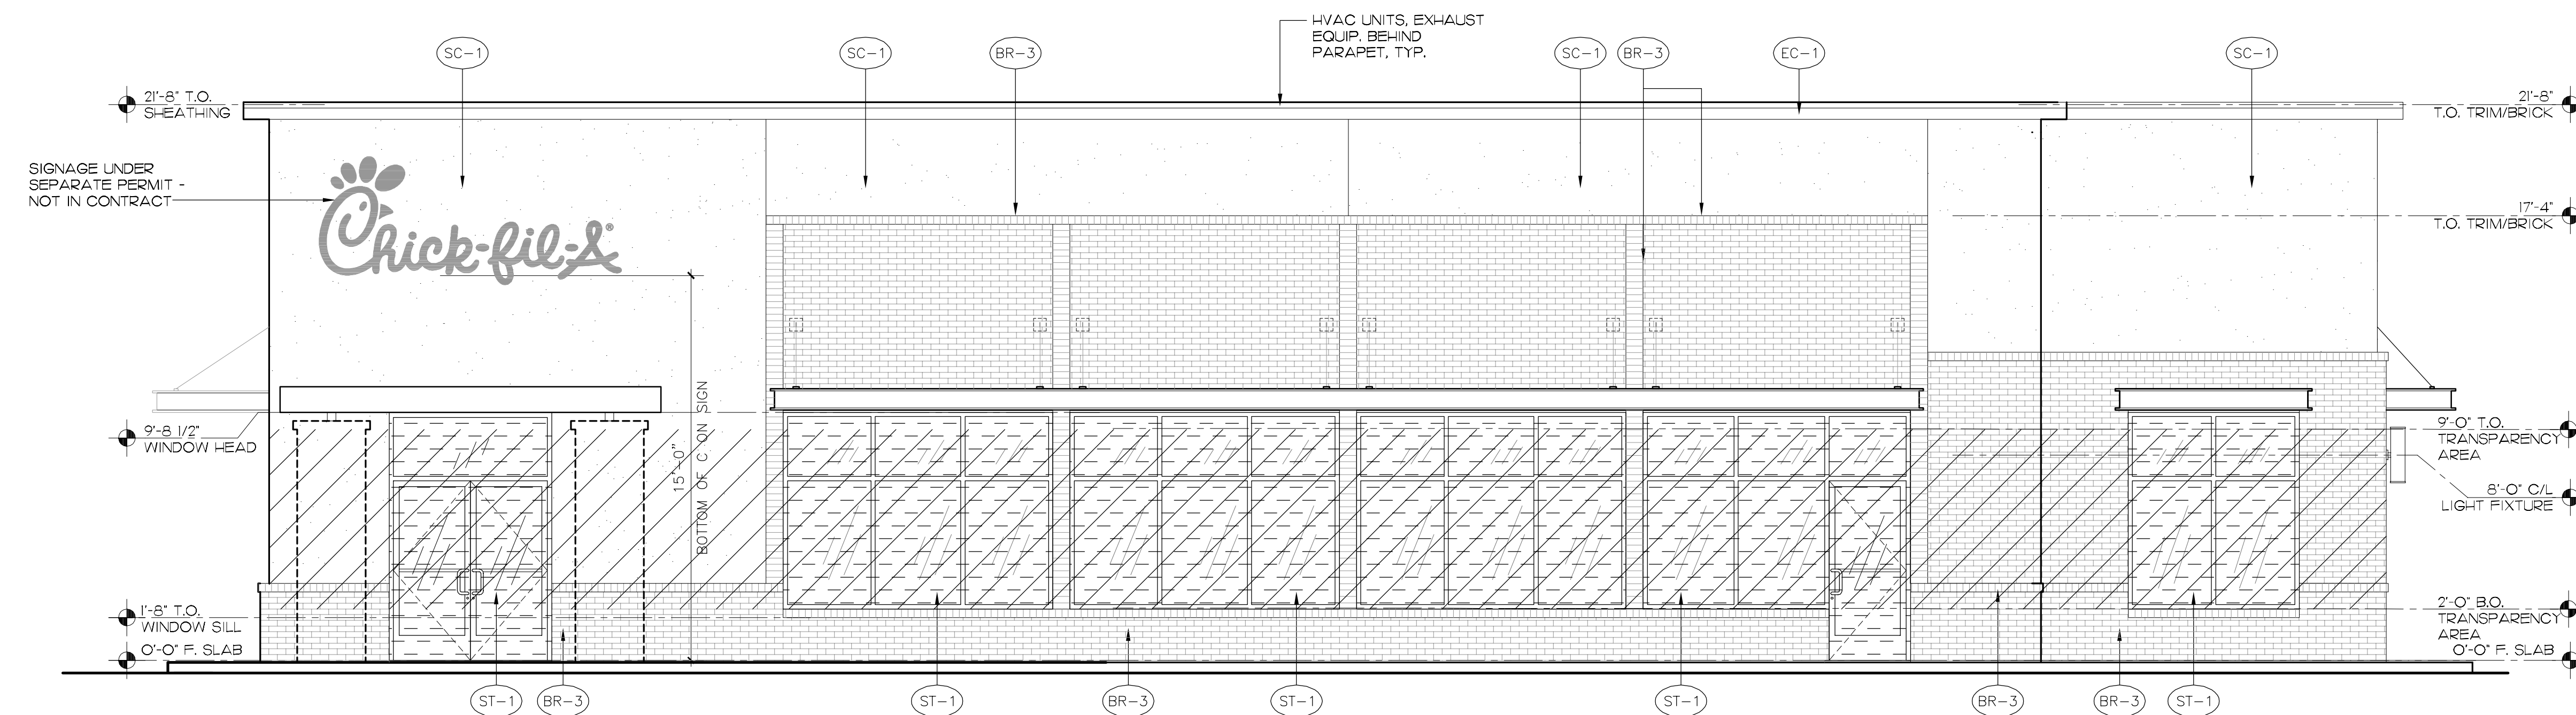 HVAC UNITS, EXHAUST
EQUIP. BEHIND
PARAPET, TYP.
SC-1
SC-1
BR-3
SC-1
BR-3
EC-1
SC-1
21'-8" T.O.
SHEATHING
21'-8"
T.O. TRIM/BRICK
SIGNAGE UNDER
SEPARATE PERMIT -
NOT IN CONTRACT
Chick-fil-A®
17'-4"
T.O. TRIM/BRICK
15'-0"
BOTTOM OF C ON SIGN
9'-8 1/2"
WINDOW HEAD
9'-0" T.O.
TRANSPARENCY
AREA
8'-0" C/L
LIGHT FIXTURE
1'-8" T.O.
WINDOW SILL
0'-0" F. SLAB
2'-0" B.O.
TRANSPARENCY
AREA
0'-0" F. SLAB
ST-1
BR-3
ST-1
BR-3
ST-1
ST-1
BR-3
BR-3
ST-1